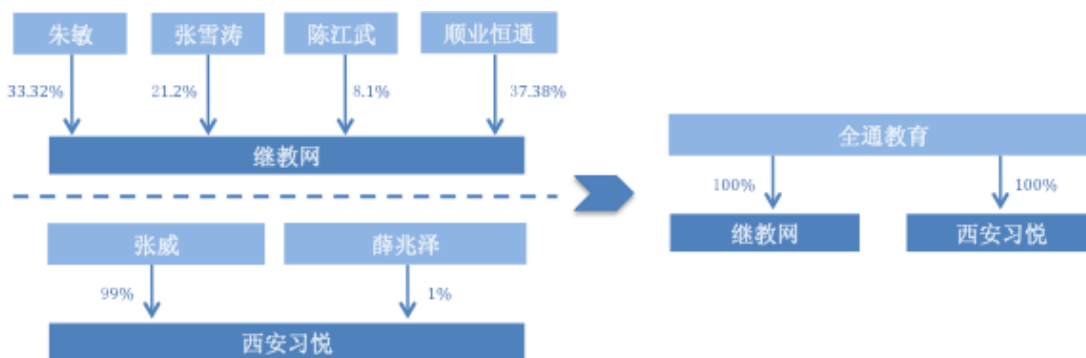 朱敏
张雪涛
陈江武
顺业恒通
33.32%
21.2%
8.1%
37.38%
继教网
张威
薛兆泽
99%
1%
西安习悦
全通教育
100%
100%
继教网
西安习悦